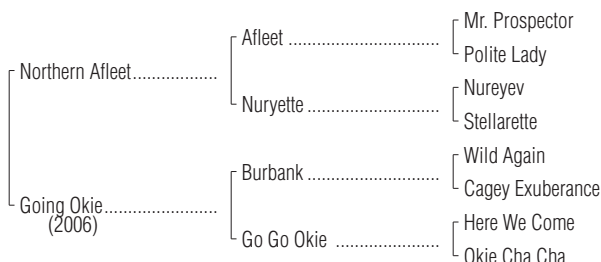 Mr. Prospector
Afleet
Polite Lady
Northern Afleet
Nureyev
Nuryette
Stellarette
Wild Again
Burbank
Cagey Exuberance
Going Okie
(2006)
Here We Come
Go Go Okie
Okie Cha Cha